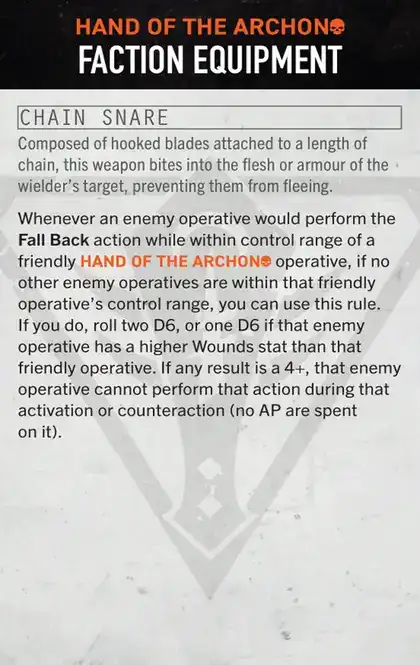 HAND OF THE ARCHON
FACTION EQUIPMENT
CHAIN SNARE
Composed of hooked blades attached to a length of
chain, this weapon bites into the flesh or armour of the
wielder's target, preventing them from fleeing.
Whenever an enemy operative would perform the
Fall Back action while within control range of a
friendly HAND OF THE ARCHON operative, if no
other enemy operatives are within that friendly
operative's control range, you can use this rule.
If you do, roll two D6, or one D6 if that enemy
operative has a higher Wounds stat than that
friendly operative. If any result is a 4+, that enemy
operative cannot perform that action during that
activation or counteraction (no AP are spent
on it).